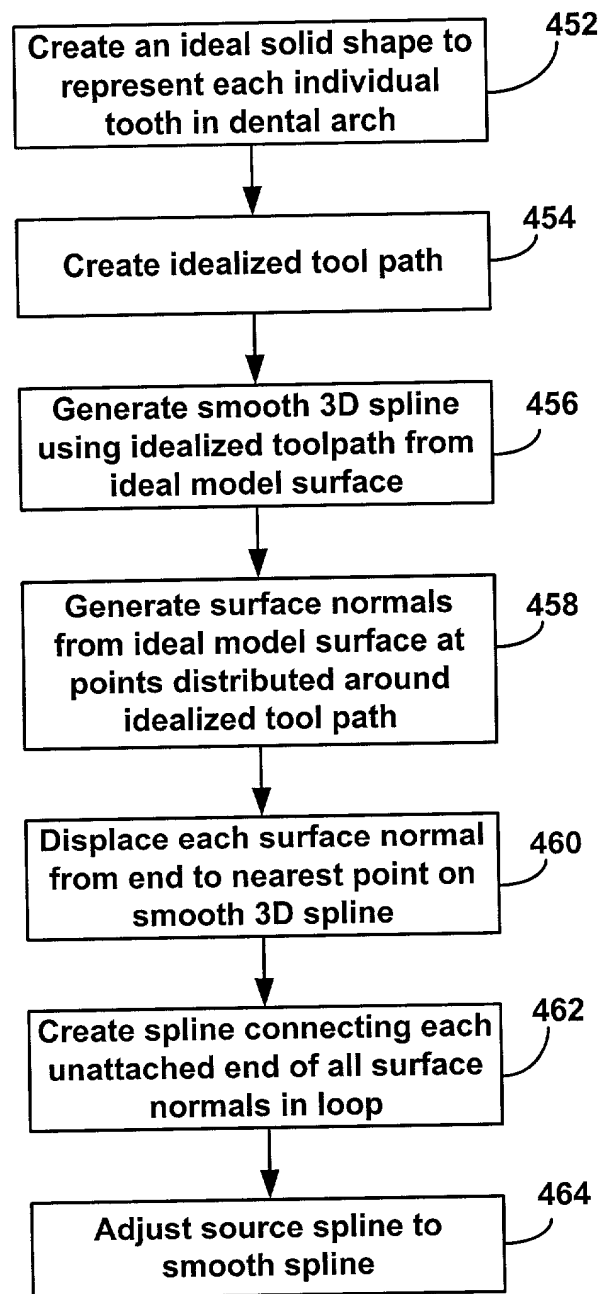 Create an ideal solid shape to
represent each individual
tooth in dental arch
452
Create idealized tool path
454
Generate smooth 3D spline
using idealized toolpath from
ideal model surface
456
Generate surface normals
from ideal model surface at
points distributed around
idealized tool path
458
Displace each surface normal
from end to nearest point on
smooth 3D spline
460
Create spline connecting each
unattached end of all surface
normals in loop
462
Adjust source spline to
smooth spline
464